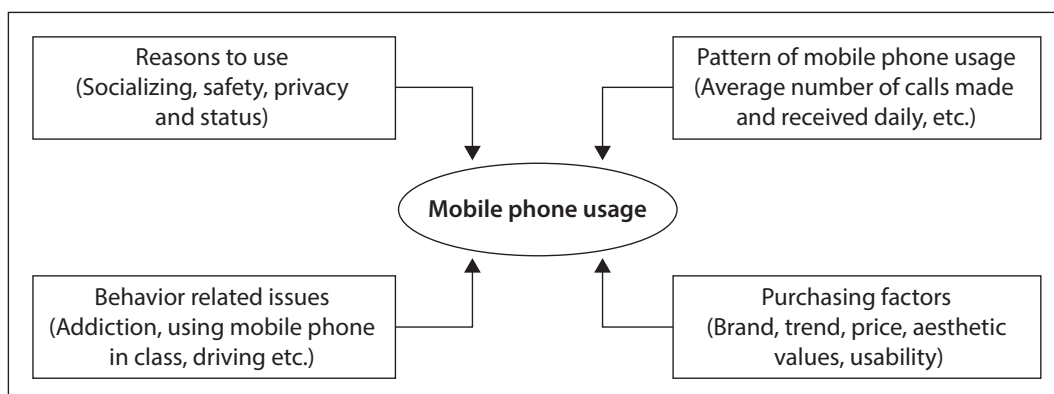 Reasons to use
(Socializing, safety, privacy
and status)
Pattern of mobile phone usage
(Average number of calls made
and received daily, etc.)
Mobile phone usage
Behavior related issues
(Addiction, using mobile phone
in class, driving etc.)
Purchasing factors
(Brand, trend, price, aesthetic
values, usability)